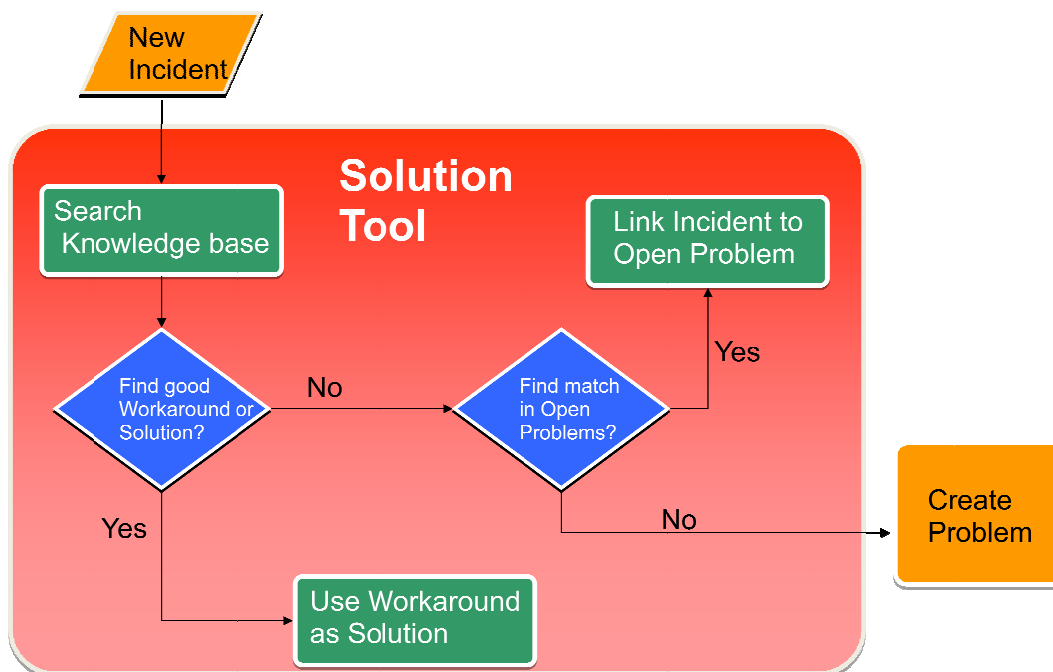 New
Incident
Solution
Tool
Search
Knowledge base
Link Incident to
Open Problem
Find good
Workaround or
Solution?
No
Find match
in Open
Problems?
Yes
Yes
No
Create
Problem
Use Workaround
as Solution